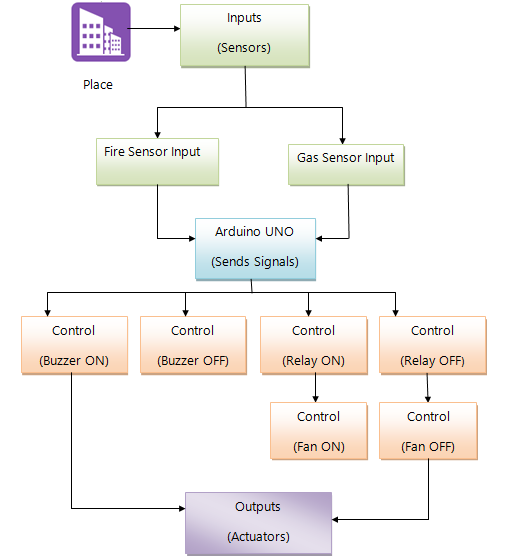 Inputs
(Sensors)
Place
Fire Sensor Input
Gas Sensor Input
Arduino UNO
(Sends Signals)
Control
(Buzzer ON)
Control
(Buzzer OFF)
Control
(Relay ON)
Control
(Relay OFF)
Control
(Fan ON)
Control
(Fan OFF)
Outputs
(Actuators)